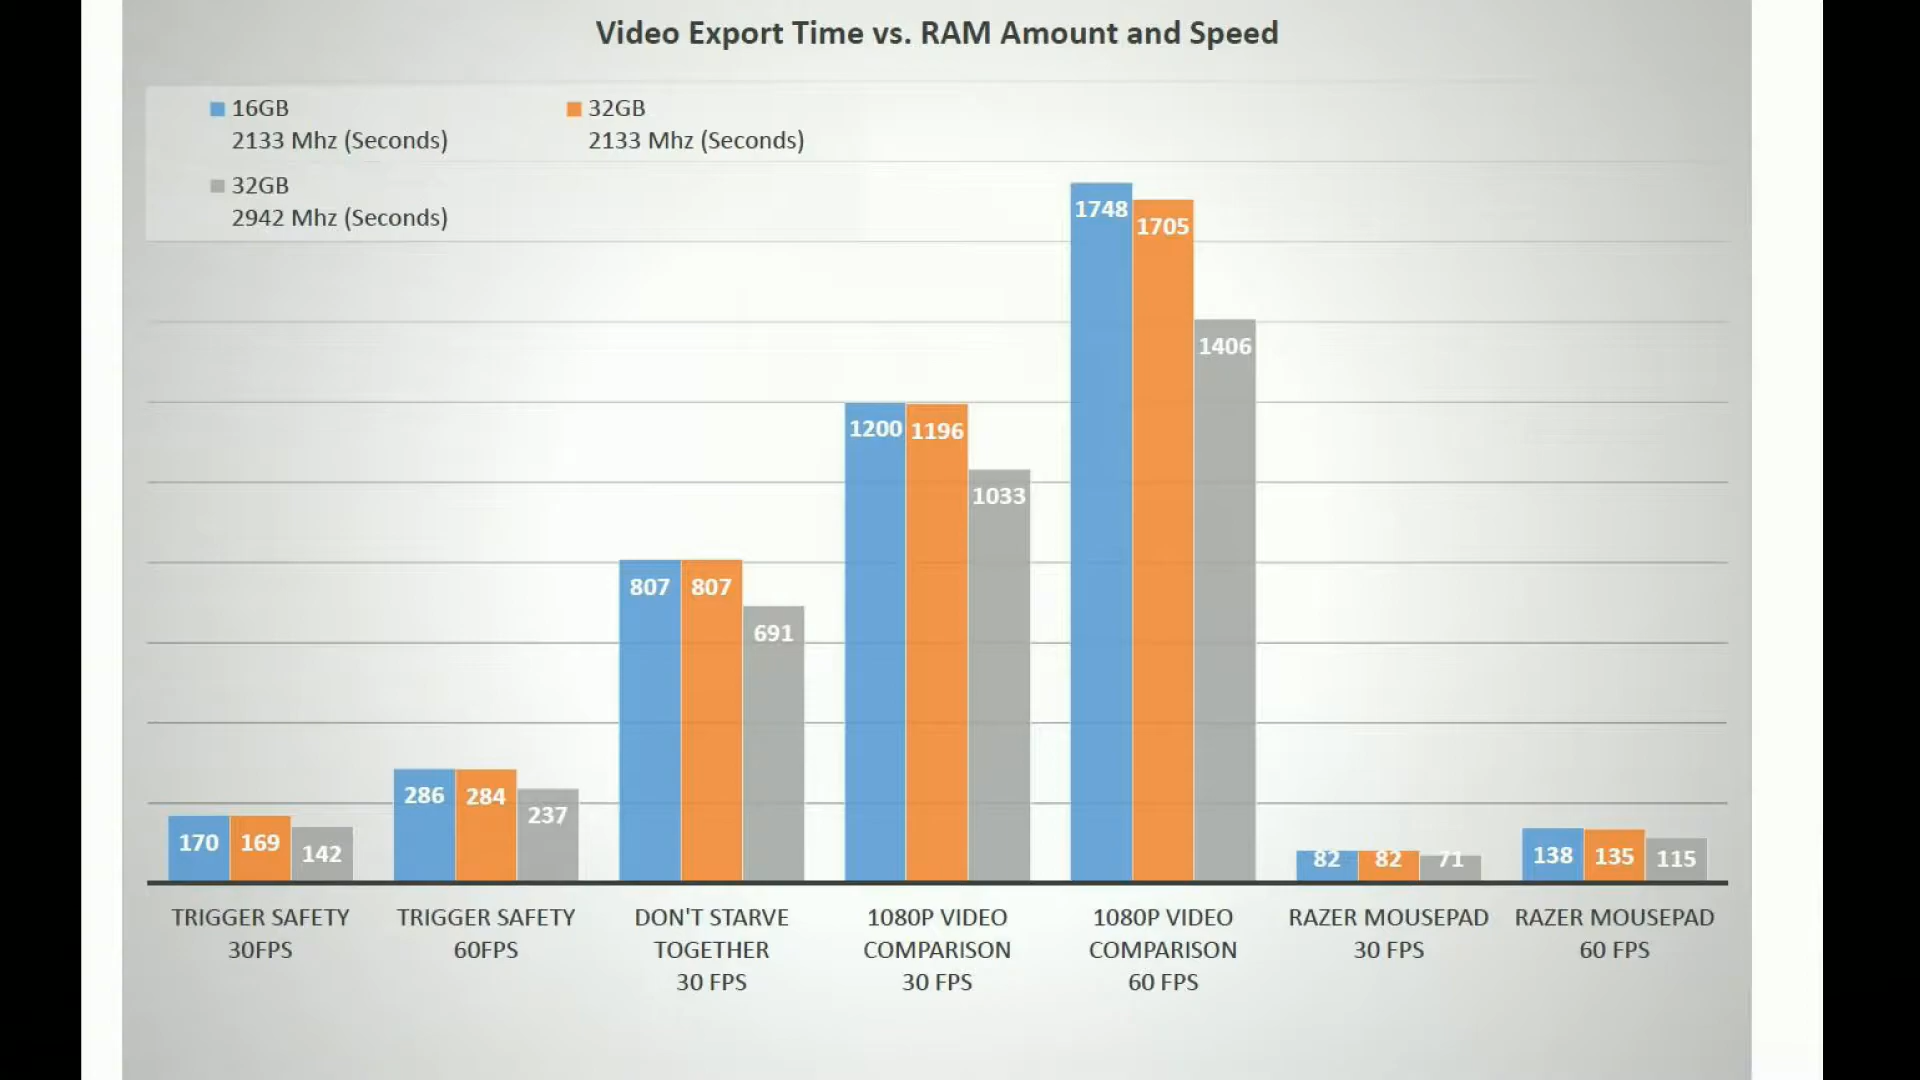 Video Export Time vs. RAM Amount and Speed
16GB
2133 Mhz (Seconds)
32GB
2133 Mhz (Seconds)
32GB
2942 Mhz (Seconds)
170
169
142
286
284
237
807
807
691
1200
1196
1033
1748
1705
1406
82
82
71
138
135
115
TRIGGER SAFETY
30FPS
TRIGGER SAFETY
60FPS
DON'T STARVE
TOGETHER
30 FPS
1080P VIDEO
COMPARISON
30 FPS
1080P VIDEO
COMPARISON
60 FPS
RAZER MOUSEPAD
30 FPS
RAZER MOUSEPAD
60 FPS